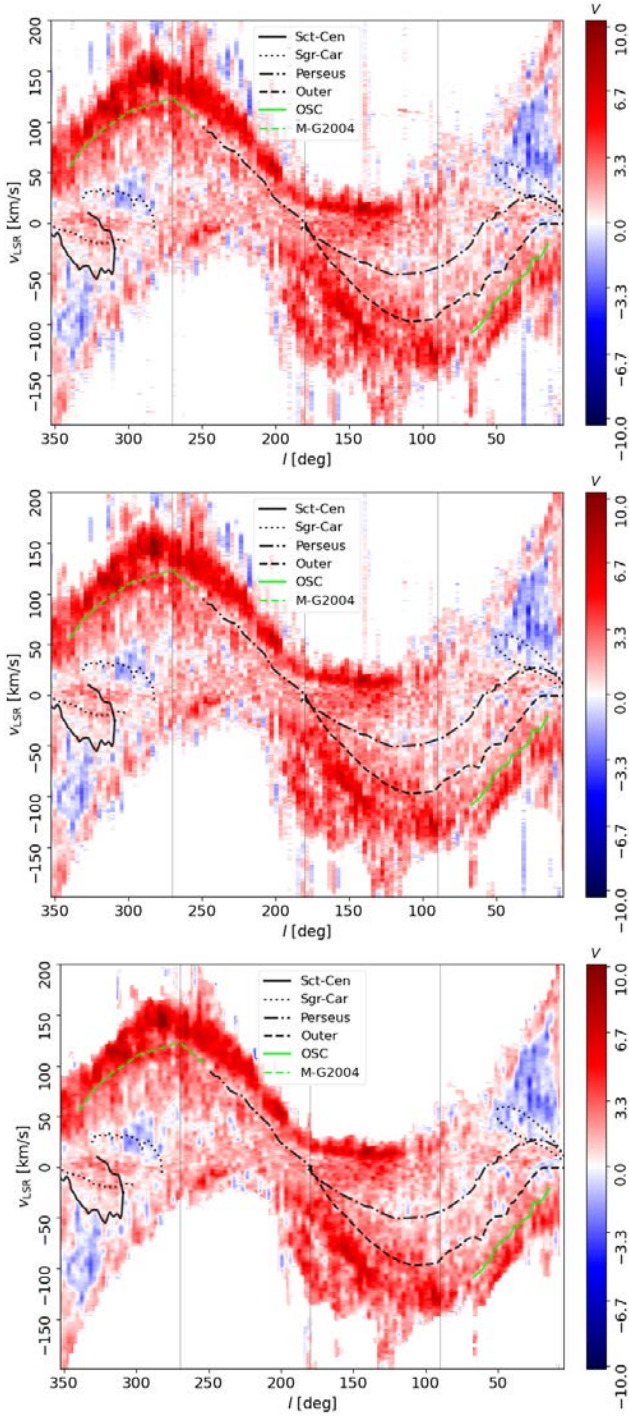 V
200
150
100
50
0
−50
−100
−150
v_LSR [km/s]
Sct-Cen
Sgr-Car
Perseus
Outer
OSC
M-G2004
10.0
6.7
3.3
0.0
−3.3
−6.7
−10.0
350 300 250 200 150 100 50
l [deg]
V
200
150
100
50
0
−50
−100
−150
v_LSR [km/s]
Sct-Cen
Sgr-Car
Perseus
Outer
OSC
M-G2004
10.0
6.7
3.3
0.0
−3.3
−6.7
−10.0
350 300 250 200 150 100 50
l [deg]
V
200
150
100
50
0
−50
−100
−150
v_LSR [km/s]
Sct-Cen
Sgr-Car
Perseus
Outer
OSC
M-G2004
10.0
6.7
3.3
0.0
−3.3
−6.7
−10.0
350 300 250 200 150 100 50
l [deg]